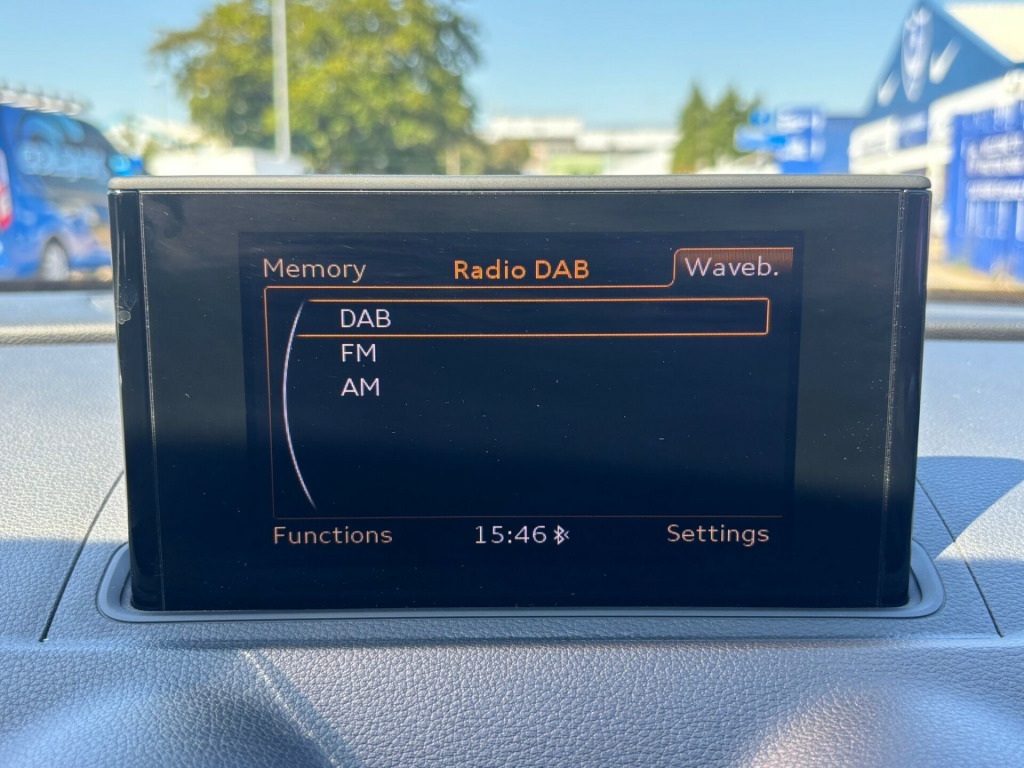 Memory Radio DAB Waveb.
DAB
FM
AM
Functions 15:46 Settings